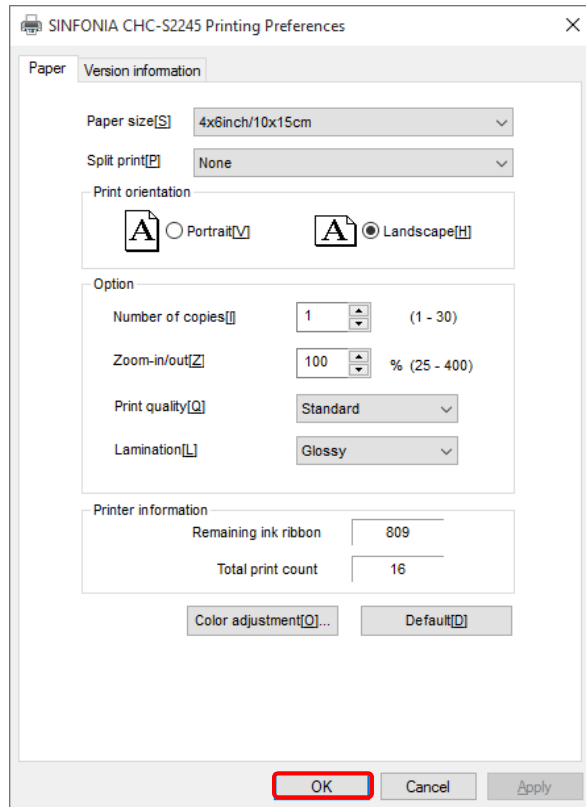 SINFONIA CHC-S2245 Printing Preferences
Paper Version information
Paper size[S] 4x6inch/10x15cm
Split print[P] None
Print orientation
A Portrait[V] A Landscape[H]
Option
Number of copies[I] 1 (1 - 30)
Zoom-in/out[Z] 100 % (25 - 400)
Print quality[Q] Standard
Lamination[L] Glossy
Printer information
Remaining ink ribbon 809
Total print count 16
Color adjustment[O]... Default[D]
OK Cancel Apply